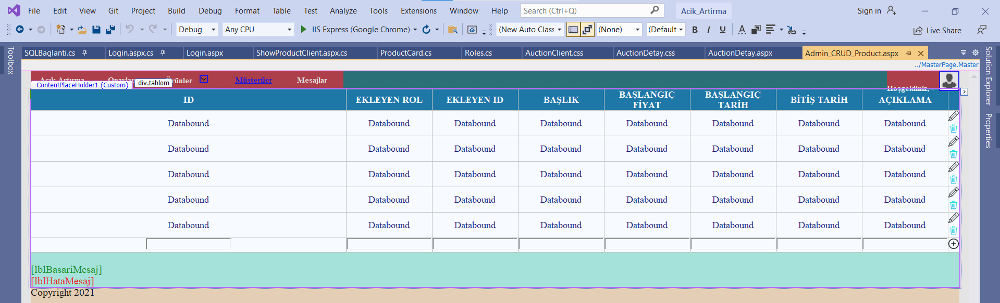 File Edit View Git Project Build Debug Format Table Test Analyze Tools Extensions Window Help Search (Ctrl+Q) Acik_Artirma Sign in
Debug Any CPU IIS Express (Google Chrome) (New Auto Class (None) (Default B I U A Live Share
SQLBaglanti.cs Login.aspx.cs Login.aspx ShowProductClient.aspx.cs ProductCard.cs Roles.cs AuctionClient.css AuctionDetay.css AuctionDetay.aspx Admin_CRUD_Product.aspx
Toolbox
Solution Explorer
Properties
../MasterPage.Master
Ürünler Müşteriler Mesajlar
ContentPlaceHolder1 (Custom) div.tablom
Hoşgeldiniz,
ID EKLEYEN ROL EKLEYEN ID BAŞLIK BAŞLANGIÇ FİYAT BAŞLANGIÇ TARİH BİTİŞ TARİH AÇIKLAMA
Databound Databound Databound Databound Databound Databound Databound Databound
Databound Databound Databound Databound Databound Databound Databound Databound
Databound Databound Databound Databound Databound Databound Databound Databound
Databound Databound Databound Databound Databound Databound Databound Databound
Databound Databound Databound Databound Databound Databound Databound Databound
[lblBasariMesaj]
[lblHataMesaj]
Copyright 2021